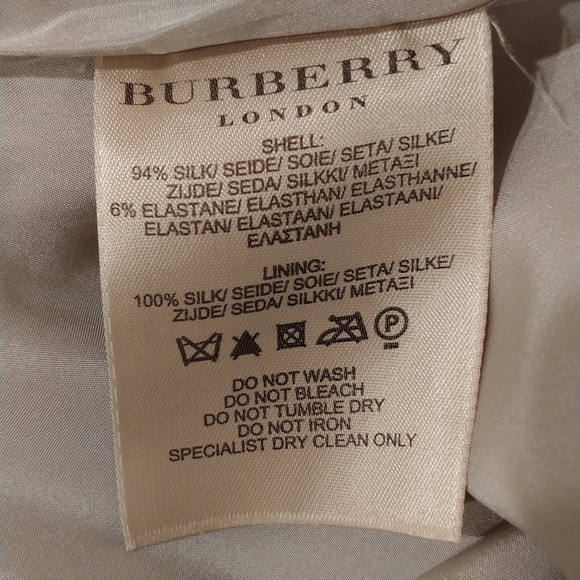 BURBERRY
LONDON
SHELL:
94% SILK/ SEIDE/ SOIE/ SETA/ SILKE/
ZIJDE/ SEDA/ SILKKI/ ΜΕΤΑΞΙ
6% ELASTANE/ ELASTHAN/ ELASTHANNE/
ELASTAN/ ELASTAAN/ ELASTAANI/
ΕΛΑΣΤΑΝΗ
LINING:
100% SILK/ SEIDE/ SOIE/ SETA/ SILKE/
ZIJDE/ SEDA/ SILKKI/ ΜΕΤΑΞΙ
P
DO NOT WASH
DO NOT BLEACH
DO NOT TUMBLE DRY
DO NOT IRON
SPECIALIST DRY CLEAN ONLY